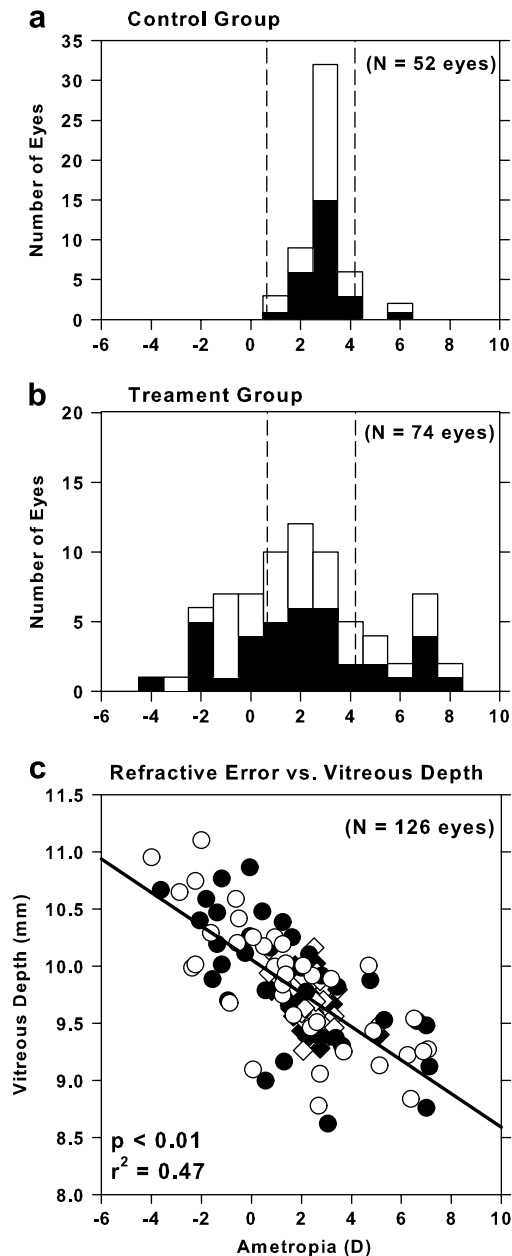 a Control Group
(N = 52 eyes)
Number of Eyes
35
30
25
20
15
10
5
0
-6 -4 -2 0 2 4 6 8 10
b Treament Group
(N = 74 eyes)
Number of Eyes
20
15
10
5
0
-6 -4 -2 0 2 4 6 8 10
c Refractive Error vs. Vitreous Depth
(N = 126 eyes)
Vitreous Depth (mm)
11.5
11.0
10.5
10.0
9.5
9.0
8.5
8.0
p < 0.01
r² = 0.47
-6 -4 -2 0 2 4 6 8 10
Ametropia (D)